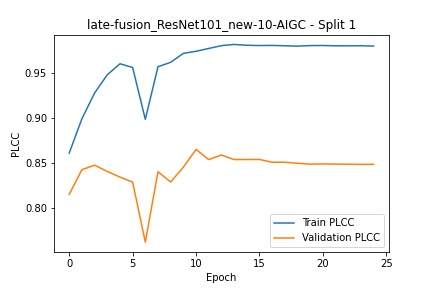 late-fusion_ResNet101_new-10-AIGC - Split 1
PLCC
0.95
0.90
0.85
0.80
Train PLCC
Validation PLCC
0 5 10 15 20 25
Epoch